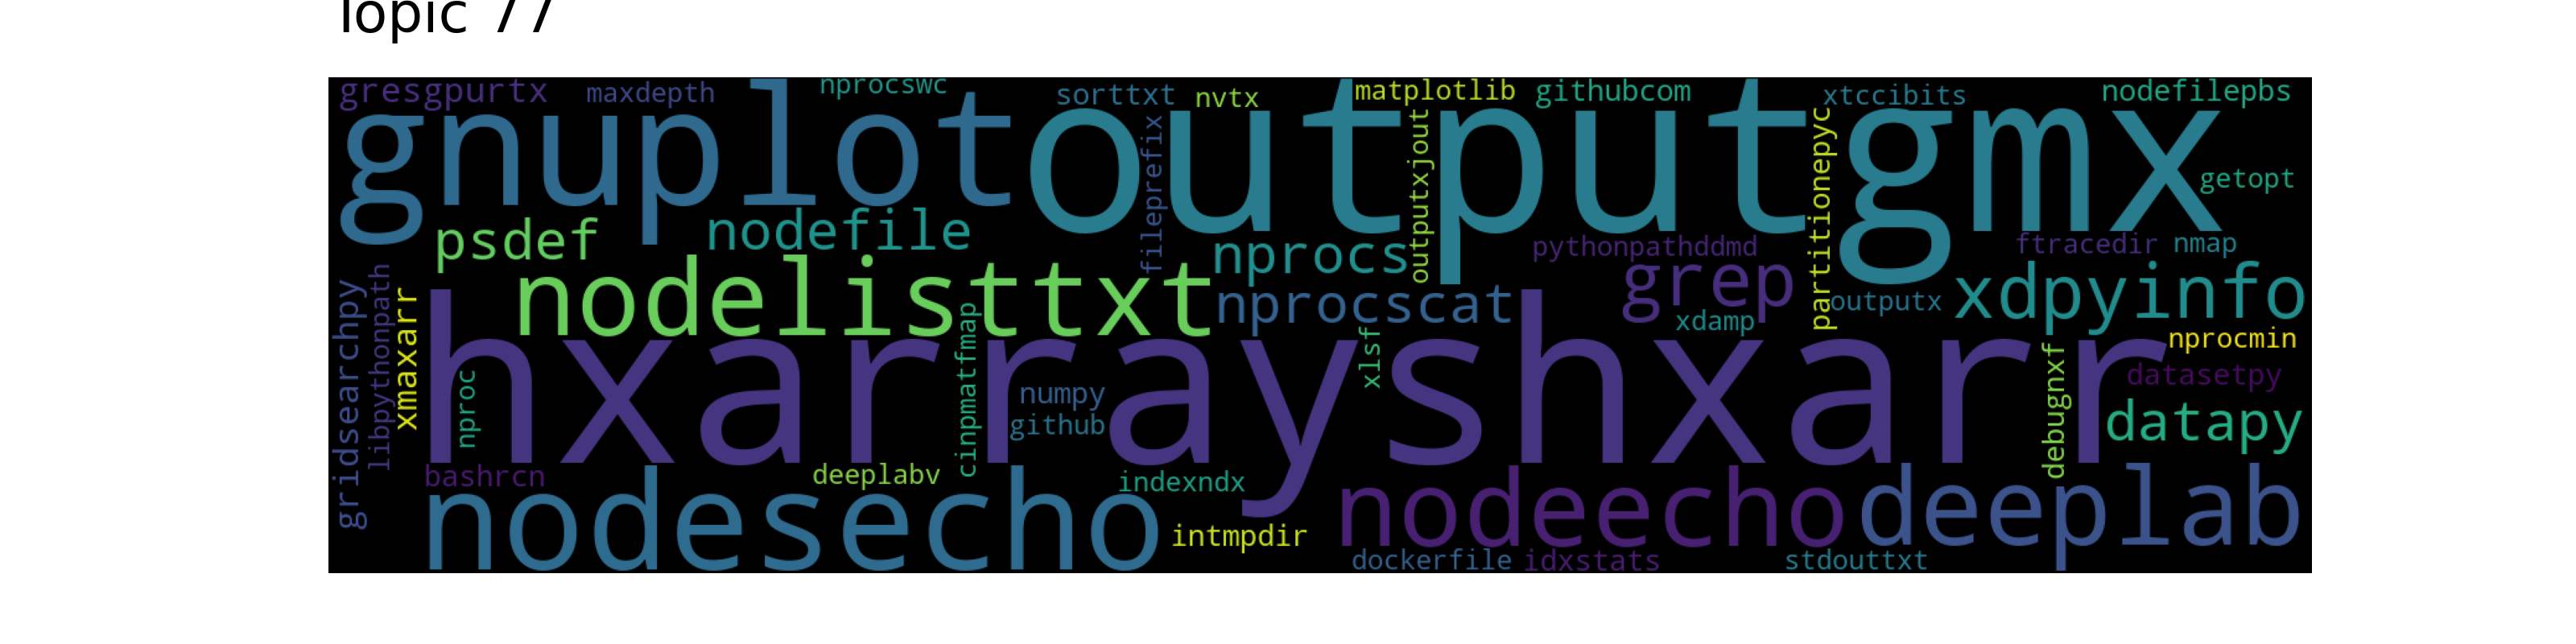 Topic 77
gresgpurtx maxdepth nprocswc sorttxt nvtx matplotlib githubcom xtccibits nodefilepbs
gnuplot output gmx
fileprefix outputxjout partitionepyc getopt
psdef nodefile nprocs pythonpathddmd ftracedir nmap
nodelisttxt nprocscat grep outputx xdpyinfo
xdamp
gridsearchpy libpythonpath xmaxarr hxarrayshxarr nprocmin
nproc cinpmatfmap numpy xlsf debugnxf datasetpy
github datapy
bashrcn deeplabv indexndx
nodesecho intmpdir nodeecho deeplab
dockerfile idxstats stdouttxt